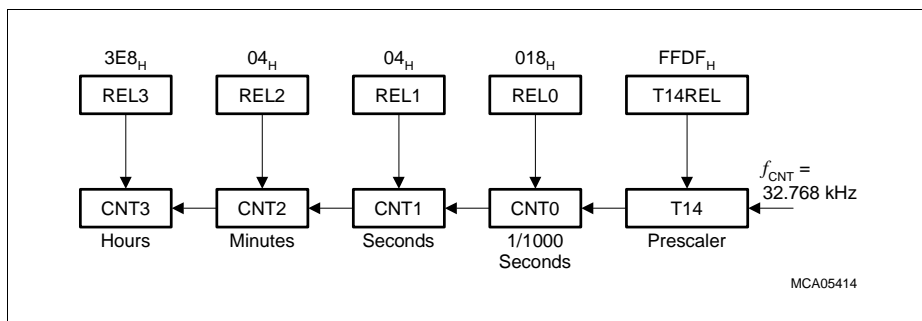 3E8H 04H 04H 018H FFDFH
REL3 REL2 REL1 REL0 T14REL
fCNT =
32.768 kHz
CNT3 CNT2 CNT1 CNT0 T14
Hours Minutes Seconds 1/1000 Prescaler
Seconds
MCA05414